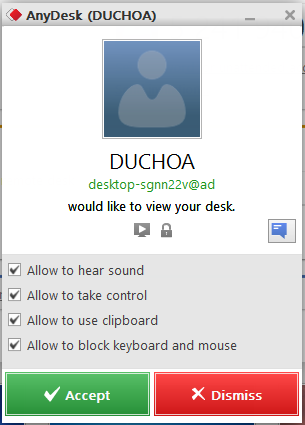 AnyDesk (DUCHOA)
DUCHOA
desktop-sgnn22v@ad
would like to view your desk.
Allow to hear sound
Allow to take control
Allow to use clipboard
Allow to block keyboard and mouse
Accept
Dismiss